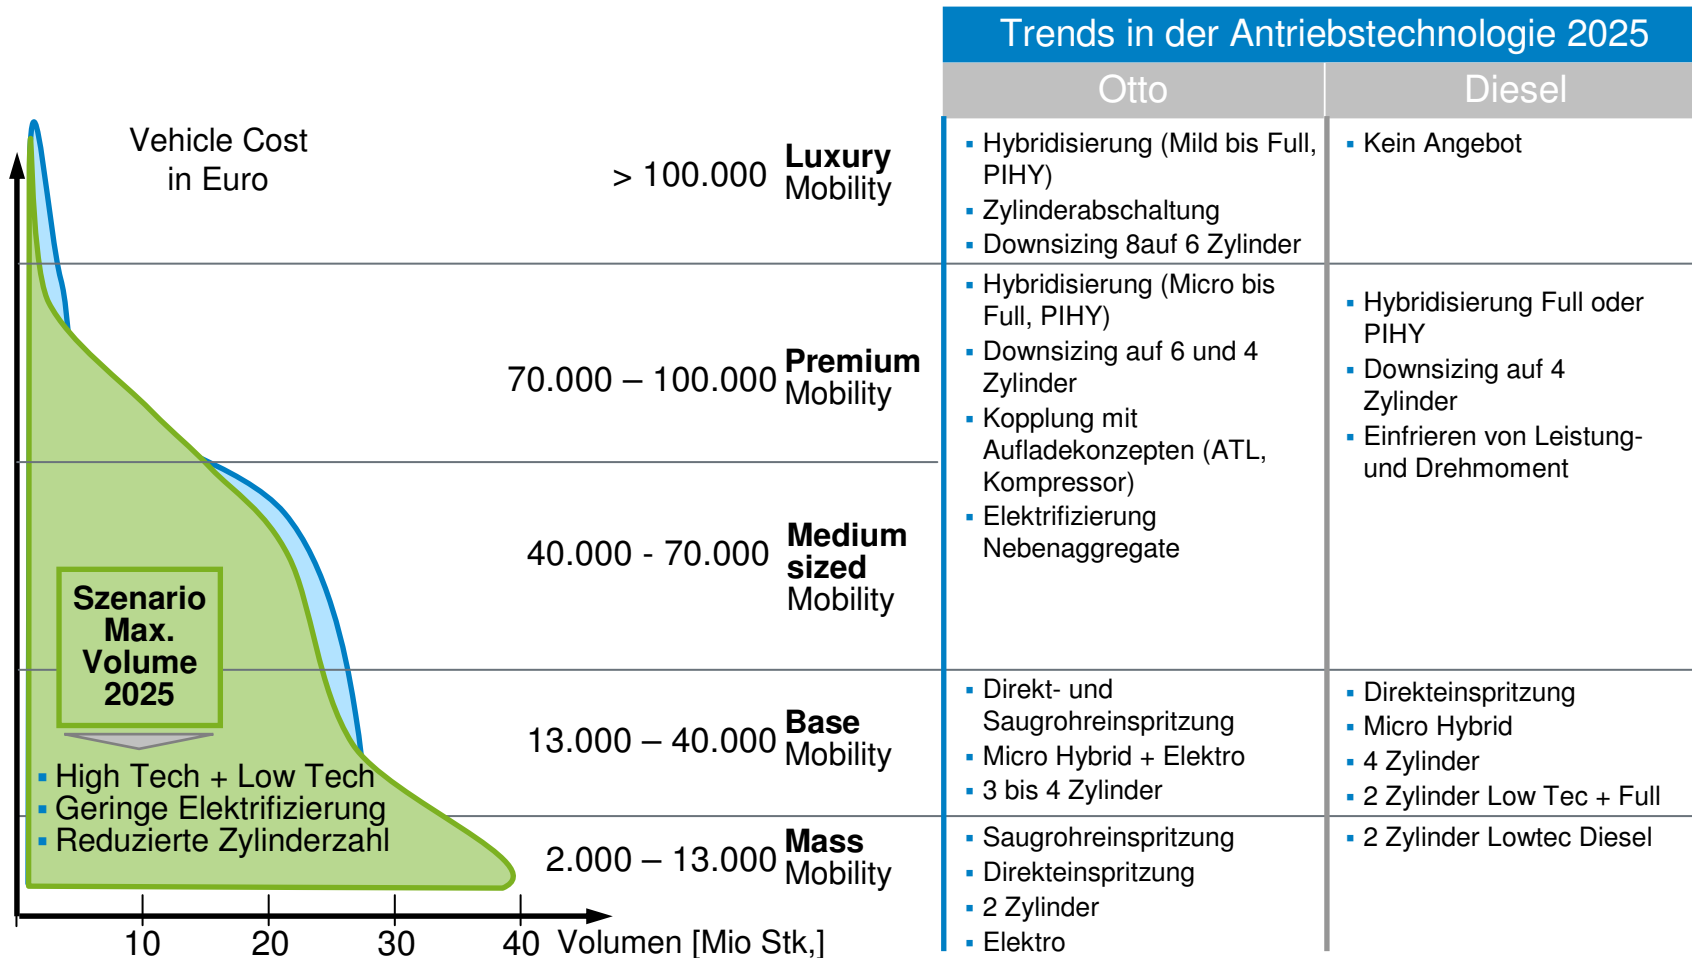 Trends in der Antriebstechnologie 2025
Otto
Diesel
Vehicle Cost
in Euro
> 100.000
Luxury
Mobility
▪ Hybridisierung (Mild bis Full,
PIHY)
▪ Zylinderabschaltung
▪ Downsizing 8auf 6 Zylinder
▪ Kein Angebot
70.000 – 100.000
Premium
Mobility
▪ Hybridisierung (Micro bis
Full, PIHY)
▪ Downsizing auf 6 und 4
Zylinder
▪ Kopplung mit
Aufladekonzepten (ATL,
Kompressor)
▪ Elektrifizierung
Nebenaggregate
▪ Hybridisierung Full oder
PIHY
▪ Downsizing auf 4
Zylinder
▪ Einfrieren von Leistung-
und Drehmoment
40.000 - 70.000
Medium
sized
Mobility
Szenario
Max.
Volume
2025
▪ High Tech + Low Tech
▪ Geringe Elektrifizierung
▪ Reduzierte Zylinderzahl
13.000 – 40.000
Base
Mobility
▪ Direkt- und
Saugrohreinspritzung
▪ Micro Hybrid + Elektro
▪ 3 bis 4 Zylinder
▪ Direkteinspritzung
▪ Micro Hybrid
▪ 4 Zylinder
▪ 2 Zylinder Low Tec + Full
2.000 – 13.000
Mass
Mobility
▪ Saugrohreinspritzung
▪ Direkteinspritzung
▪ 2 Zylinder
▪ Elektro
▪ 2 Zylinder Lowtec Diesel
10 20 30 40 Volumen [Mio Stk,]